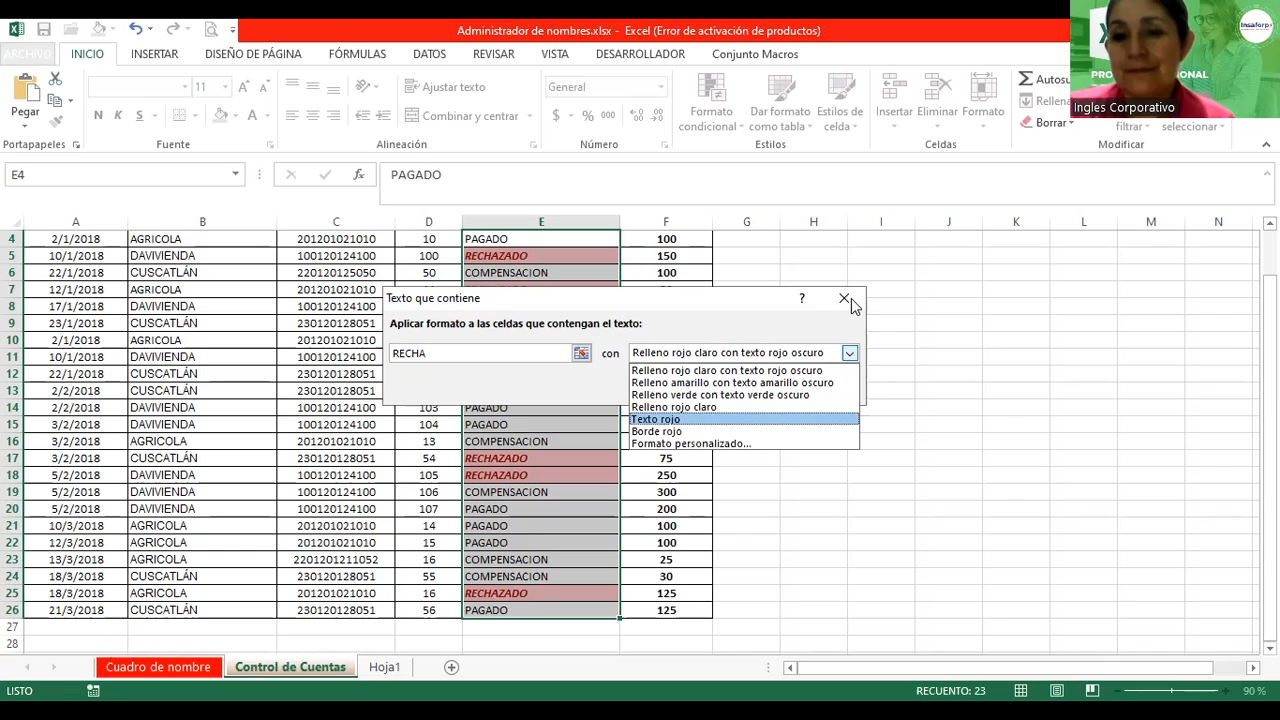 Administrador de nombres.xlsx - Excel (Error de activación de productos)
Insaforp
ARCHIVO INICIO INSERTAR DISEÑO DE PÁGINA FÓRMULAS DATOS REVISAR VISTA DESARROLLADOR Conjunto Macros
Ingles Corporativo
Pegar
11
N K S
Ajustar texto
Combinar y centrar
General
$ % 000
Formato condicional
Dar formato como tabla
Estilos de celda
Insertar Eliminar Formato
Autosu
Rellena
Borrar
filtrar
seleccionar
Portapapeles Fuente Alineación Número Estilos Celdas Modificar
E4 fx PAGADO
A B C D E F G H I J K L M N
4 2/1/2018 AGRICOLA 201201021010 10 PAGADO 100
5 10/1/2018 DAVIVIENDA 100120124100 100 RECHAZADO 150
6 22/1/2018 CUSCATLÁN 220120125050 50 COMPENSACION 100
7 12/1/2018 AGRICOLA 201201021010
8 17/1/2018 DAVIVIENDA 100120124100
9 23/1/2018 CUSCATLÁN 230120128051
10 2/1/2018 AGRICOLA 201201021010
11 10/1/2018 DAVIVIENDA 100120124100
12 22/1/2018 CUSCATLÁN 230120128051
13 2/2/2018 CUSCATLÁN 230120128051
14 2/2/2018 DAVIVIENDA 100120124100 103 PAGADO
15 2/2/2018 DAVIVIENDA 100120124100 104 PAGADO
16 3/2/2018 AGRICOLA 201201021010 13 COMPENSACION
17 3/2/2018 CUSCATLÁN 230120128051 54 RECHAZADO 75
18 5/2/2018 DAVIVIENDA 100120124100 105 RECHAZADO 250
19 5/2/2018 DAVIVIENDA 100120124100 106 COMPENSACION 300
20 5/2/2018 DAVIVIENDA 100120124100 107 PAGADO 200
21 10/3/2018 AGRICOLA 201201021010 14 PAGADO 100
22 12/3/2018 AGRICOLA 201201021010 15 PAGADO 100
23 13/3/2018 AGRICOLA 2201201211052 16 COMPENSACION 25
24 18/3/2018 CUSCATLÁN 230120128051 55 COMPENSACION 30
25 18/3/2018 AGRICOLA 201201021010 16 RECHAZADO 125
26 21/3/2018 CUSCATLÁN 230120128051 56 PAGADO 125
27
28
Texto que contiene ?
Aplicar formato a las celdas que contengan el texto:
RECHA con Relleno rojo claro con texto rojo oscuro
Relleno rojo claro con texto rojo oscuro
Relleno amarillo con texto amarillo oscuro
Relleno verde con texto verde oscuro
Relleno rojo claro
Texto rojo
Borde rojo
Formato personalizado...
Cuadro de nombre Control de Cuentas Hoja1
LISTO RECUENTO: 23 90 %